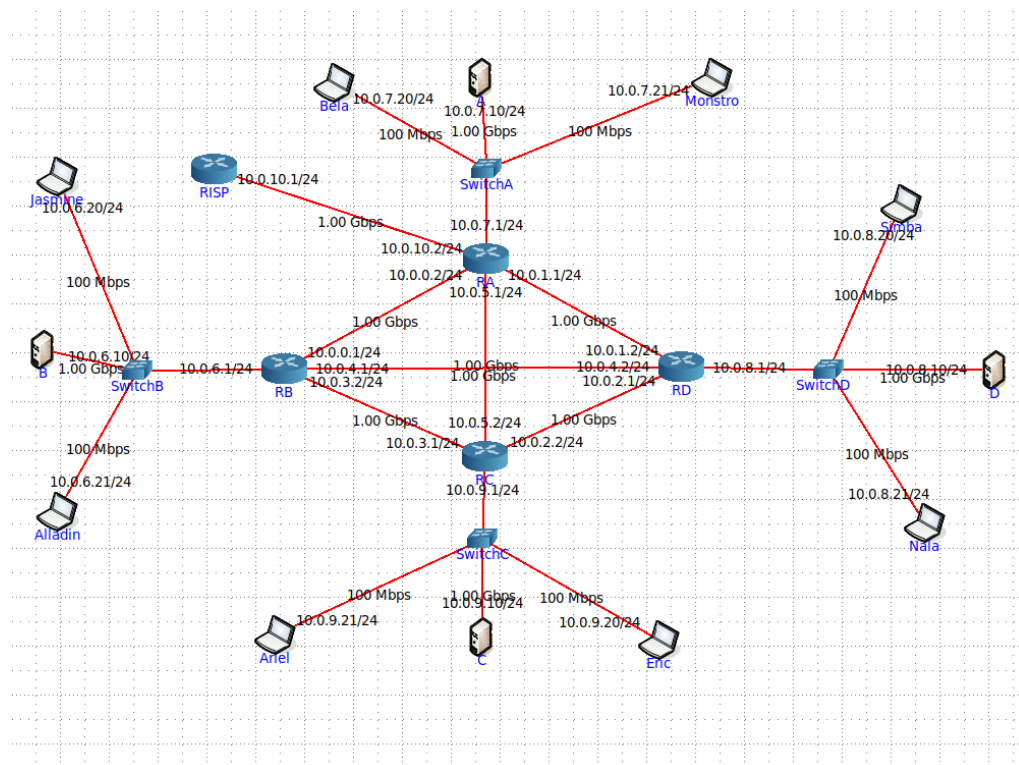 Bela
10.0.7.20/24
A
10.0.7.10/24
10.0.7.21/24
Monstro
100 Mbps
1.00 Gbps
100 Mbps
SwitchA
RISP
10.0.10.1/24
1.00 Gbps
10.0.7.1/24
Jasmine
10.0.6.20/24
Simba
10.0.8.20/24
10.0.10.2/24
RA
10.0.0.2/24
10.0.1.1/24
10.0.5.1/24
100 Mbps
100 Mbps
1.00 Gbps
1.00 Gbps
10.0.0.1/24
10.0.1.2/24
B
10.0.6.10/24
1.00 Gbps
SwitchB
10.0.6.1/24
RB
10.0.4.1/24
10.0.3.2/24
1.00 Gbps
1.00 Gbps
10.0.4.2/24
10.0.2.1/24
RD
10.0.8.1/24
SwitchD
10.0.8.10/24
1.00 Gbps
D
1.00 Gbps
10.0.5.2/24
1.00 Gbps
10.0.3.1/24
10.0.2.2/24
100 Mbps
100 Mbps
10.0.6.21/24
Alladin
RC
10.0.9.1/24
10.0.8.21/24
Nala
SwitchC
100 Mbps
1.00 Gbps
10.0.9.10/24
100 Mbps
10.0.9.21/24
10.0.9.20/24
Ariel
C
Eric